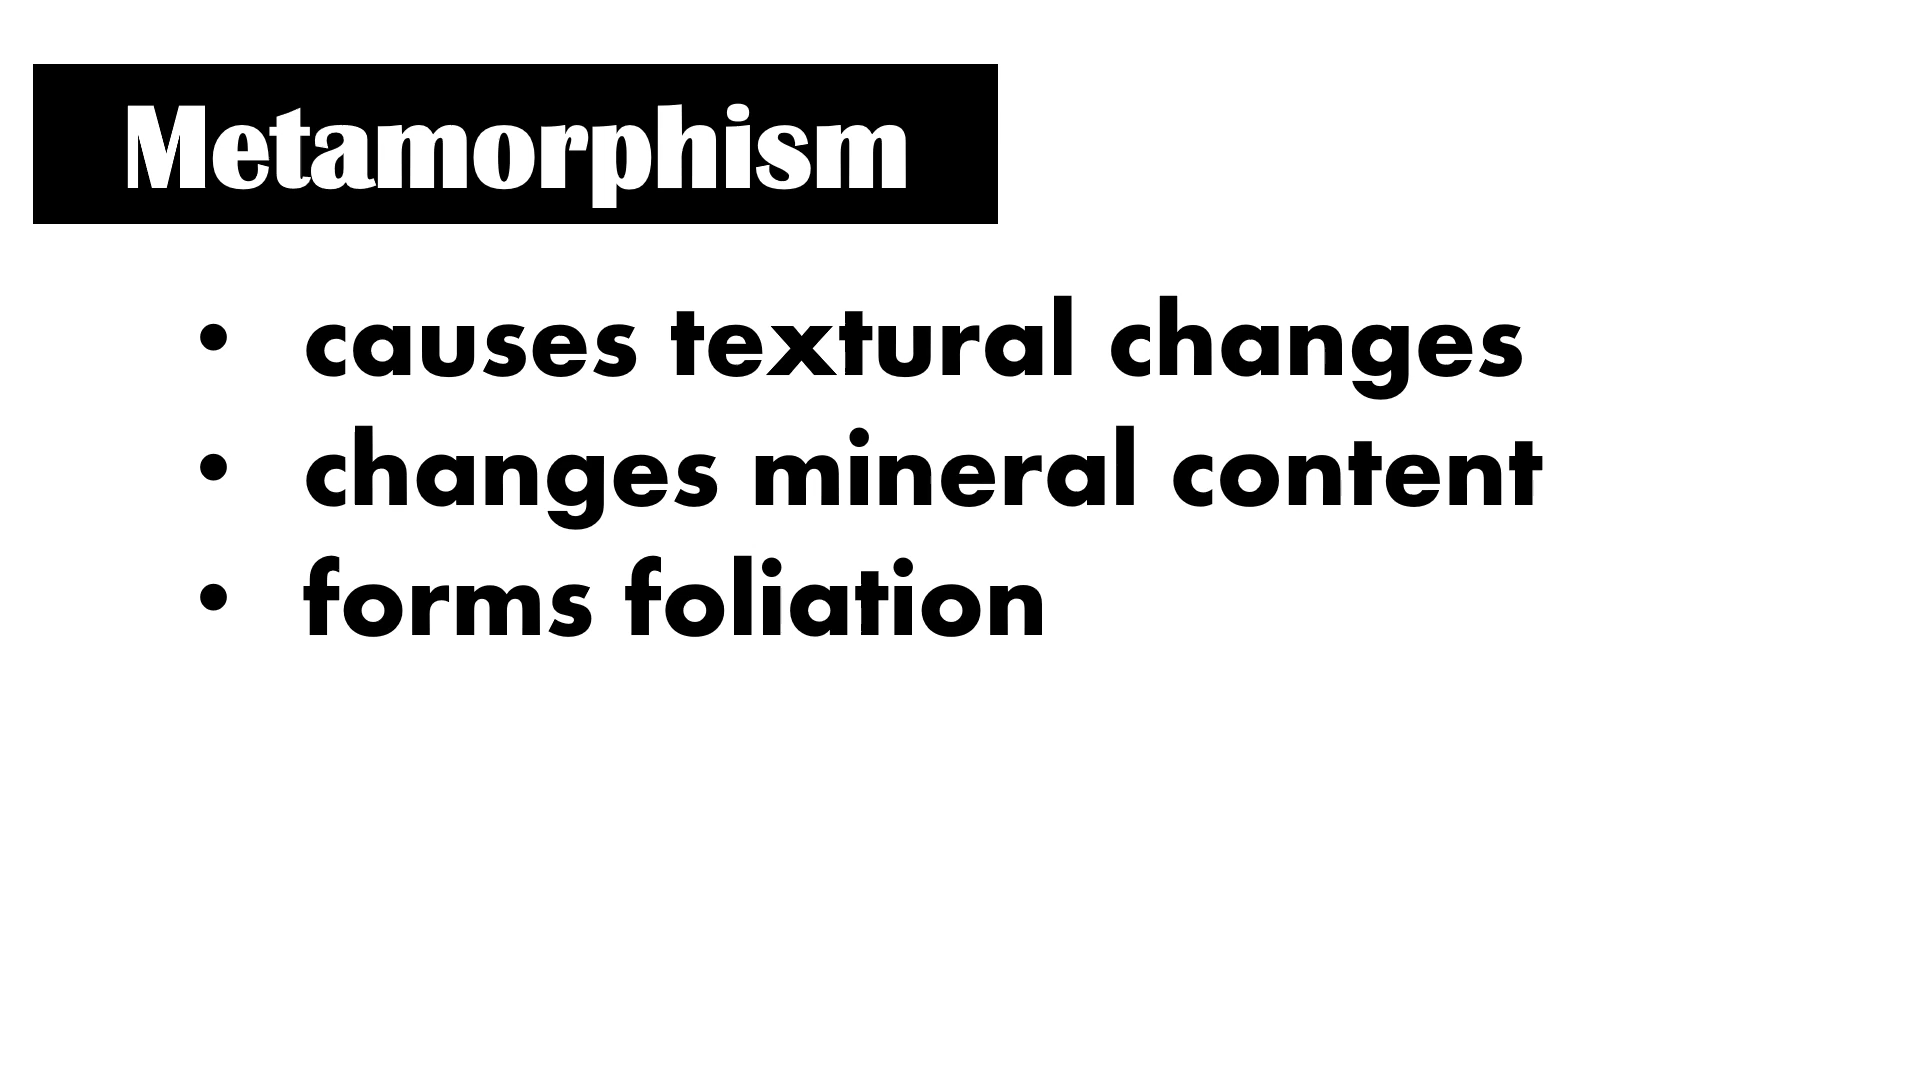 Metamorphism
• causes textural changes
• changes mineral content
• forms foliation